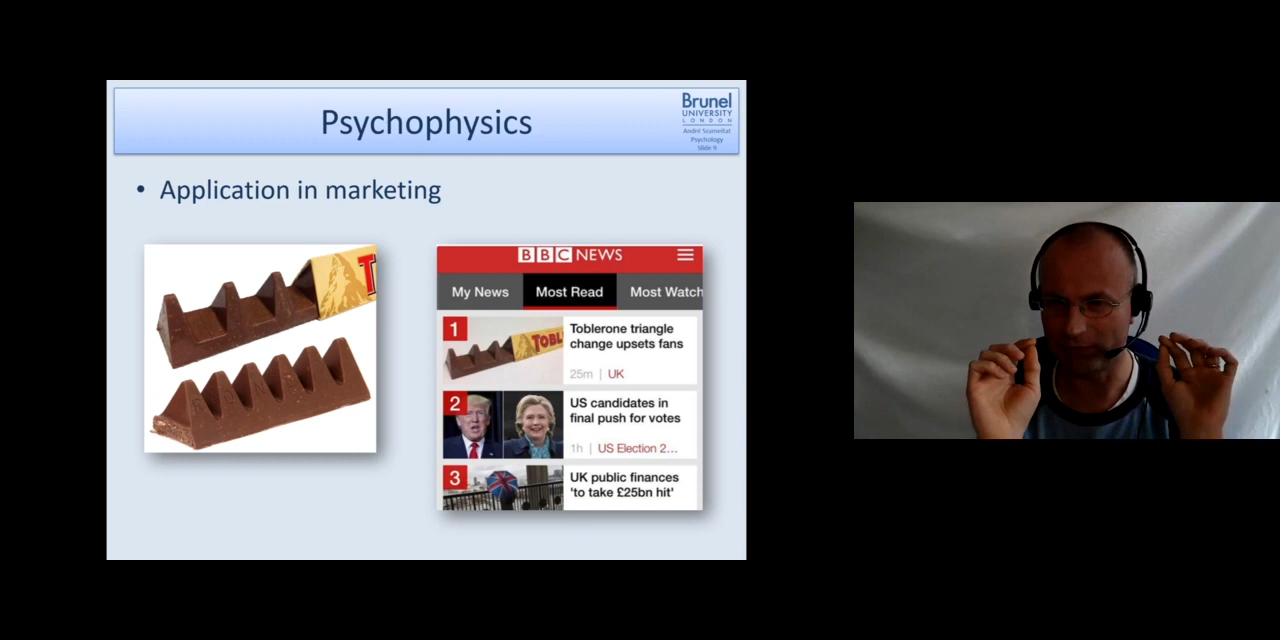 Psychophysics
Brunel
UNIVERSITY
LONDON
André Scameltat
Psychology
Slide 9
• Application in marketing
T
BBC NEWS
My News
Most Read
Most Watch
1
TOBL
Toblerone triangle
change upsets fans
25m | UK
2
US candidates in
final push for votes
1h | US Election 2...
3
UK public finances
'to take £25bn hit'